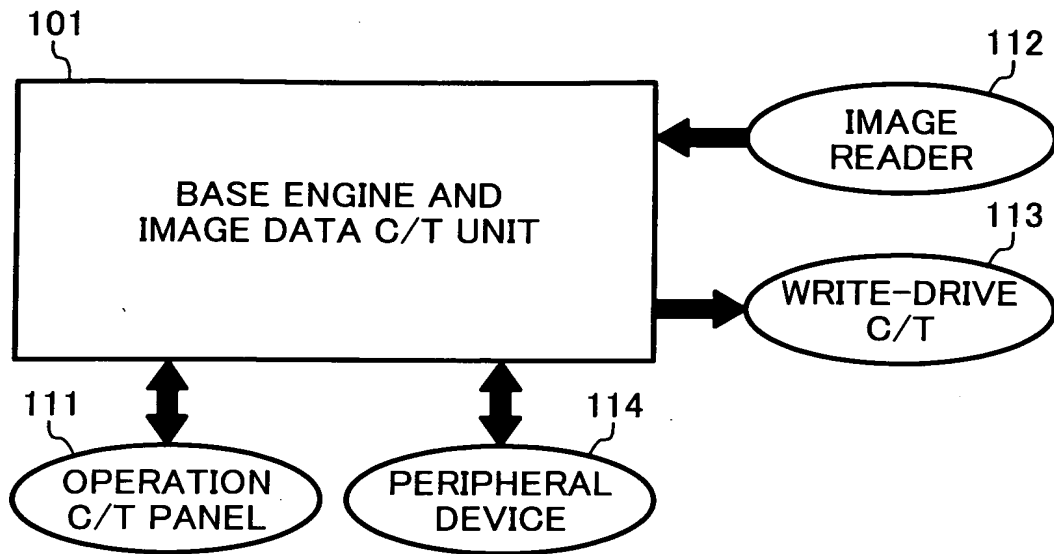 101
BASE ENGINE AND
IMAGE DATA C/T UNIT
112
IMAGE
READER
113
WRITE-DRIVE
C/T
111
OPERATION
C/T PANEL
114
PERIPHERAL
DEVICE